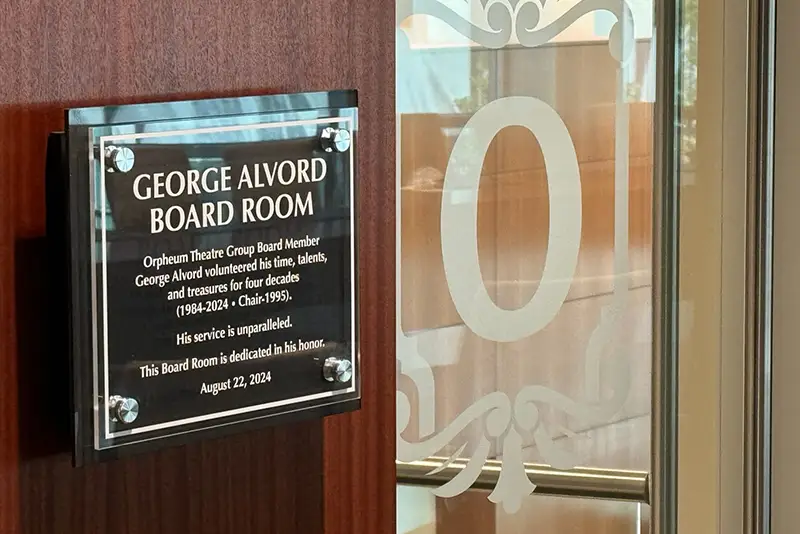 GEORGE ALVORD
BOARD ROOM
Orpheum Theatre Group Board Member
George Alvord volunteered his time, talents,
and treasures for four decades
(1984-2024 • Chair-1995).
His service is unparalleled.
This Board Room is dedicated in his honor.
August 22, 2024
O